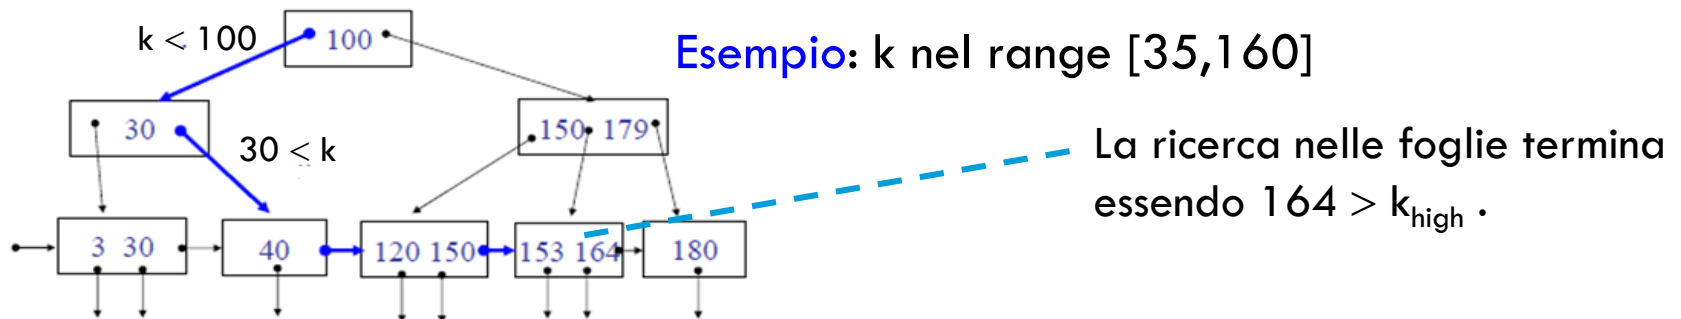 k < 100
100
Esempio: k nel range [35,160]
30
150 179
30 < k
La ricerca nelle foglie termina
essendo 164 > khigh .
3 30
40
120 150
153 164
180